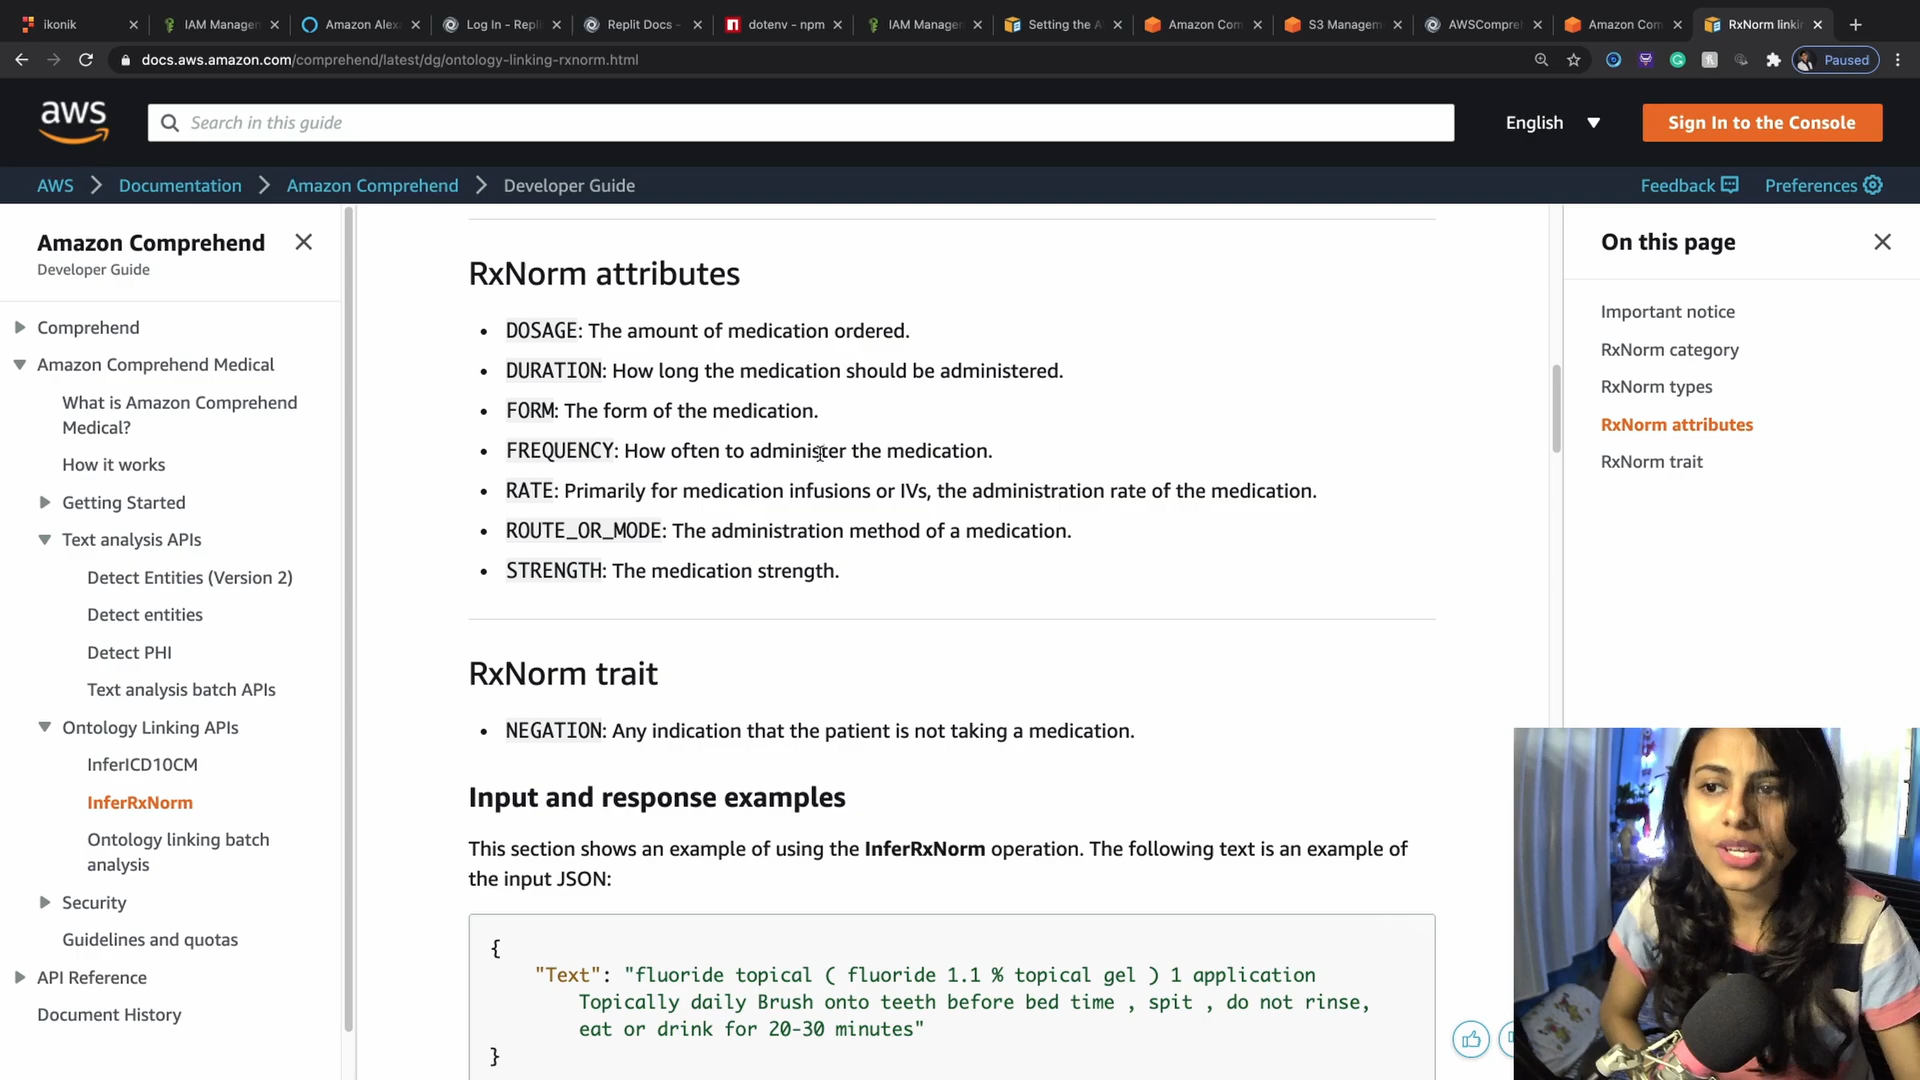 ikonik
IAM Managen
Amazon Alexa
Log In - Repli
Replit Docs -
dotenv - npm
IAM Managen
Setting the A
Amazon Com
S3 Managem
AWSCompreh
Amazon Com
RxNorm linki
docs.aws.amazon.com/comprehend/latest/dg/ontology-linking-rxnorm.html
Paused
aws
Search in this guide
English
Sign In to the Console
AWS > Documentation > Amazon Comprehend > Developer Guide
Feedback
Preferences
Amazon Comprehend
Developer Guide
Comprehend
Amazon Comprehend Medical
What is Amazon Comprehend
Medical?
How it works
Getting Started
Text analysis APIs
Detect Entities (Version 2)
Detect entities
Detect PHI
Text analysis batch APIs
Ontology Linking APIs
InferICD10CM
InferRxNorm
Ontology linking batch
analysis
Security
Guidelines and quotas
API Reference
Document History
RxNorm attributes
• DOSAGE: The amount of medication ordered.
• DURATION: How long the medication should be administered.
• FORM: The form of the medication.
• FREQUENCY: How often to administer the medication.
• RATE: Primarily for medication infusions or IVs, the administration rate of the medication.
• ROUTE_OR_MODE: The administration method of a medication.
• STRENGTH: The medication strength.
RxNorm trait
• NEGATION: Any indication that the patient is not taking a medication.
Input and response examples
This section shows an example of using the InferRxNorm operation. The following text is an example of
the input JSON:
{
"Text": "fluoride topical ( fluoride 1.1 % topical gel ) 1 application
Topically daily Brush onto teeth before bed time , spit , do not rinse,
eat or drink for 20-30 minutes"
}
On this page
Important notice
RxNorm category
RxNorm types
RxNorm attributes
RxNorm trait